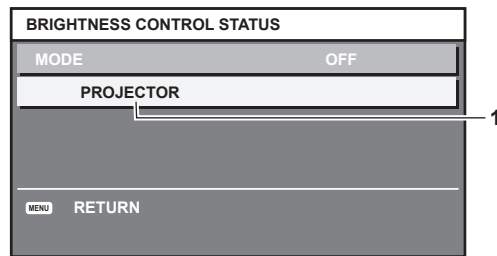 BRIGHTNESS CONTROL STATUS
MODE OFF
PROJECTOR
1
MENU RETURN